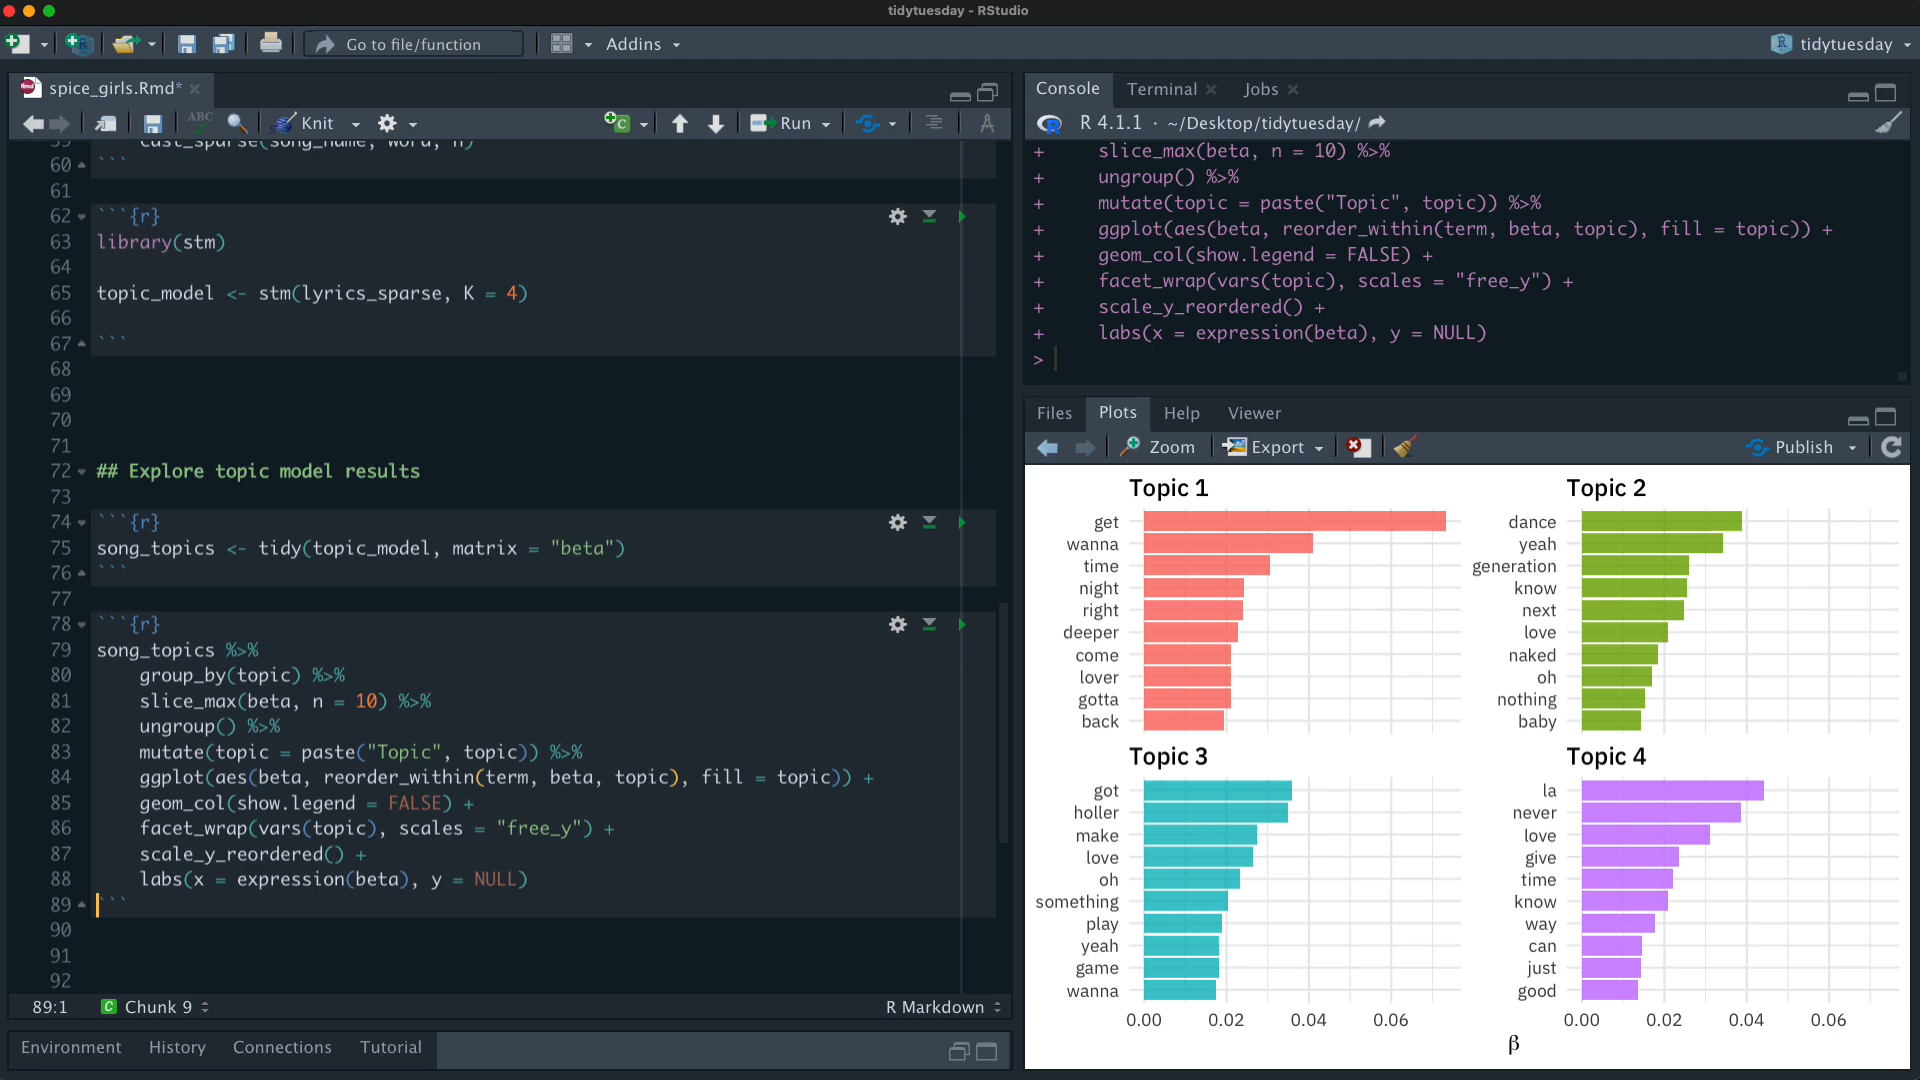 tidytuesday - RStudio
Go to file/function
Addins
tidytuesday
spice_girls.Rmd*
ABC
Knit
Run
59 cast_sparse(song_name, word, n)
60 ```
61
62 ```{r}
63 library(stm)
64
65 topic_model <- stm(lyrics_sparse, K = 4)
66
67 ```
68
69
70
71
72 ## Explore topic model results
73
74 ```{r}
75 song_topics <- tidy(topic_model, matrix = "beta")
76 ```
77
78 ```{r}
79 song_topics %>%
80 group_by(topic) %>%
81 slice_max(beta, n = 10) %>%
82 ungroup() %>%
83 mutate(topic = paste("Topic", topic)) %>%
84 ggplot(aes(beta, reorder_within(term, beta, topic), fill = topic)) +
85 geom_col(show.legend = FALSE) +
86 facet_wrap(vars(topic), scales = "free_y") +
87 scale_y_reordered() +
88 labs(x = expression(beta), y = NULL)
89 ```
90
91
92
89:1 C Chunk 9 R Markdown
Environment History Connections Tutorial
Console Terminal Jobs
R 4.1.1 · ~/Desktop/tidytuesday/
+ slice_max(beta, n = 10) %>%
+ ungroup() %>%
+ mutate(topic = paste("Topic", topic)) %>%
+ ggplot(aes(beta, reorder_within(term, beta, topic), fill = topic)) +
+ geom_col(show.legend = FALSE) +
+ facet_wrap(vars(topic), scales = "free_y") +
+ scale_y_reordered() +
+ labs(x = expression(beta), y = NULL)
>
Files Plots Help Viewer
Zoom Export Publish
Topic 1
get
wanna
time
night
right
deeper
come
lover
gotta
back
Topic 2
dance
yeah
generation
know
next
love
naked
oh
nothing
baby
Topic 3
got
holler
make
love
oh
something
play
yeah
game
wanna
0.00 0.02 0.04 0.06
Topic 4
la
never
love
give
time
know
way
can
just
good
0.00 0.02 0.04 0.06
β